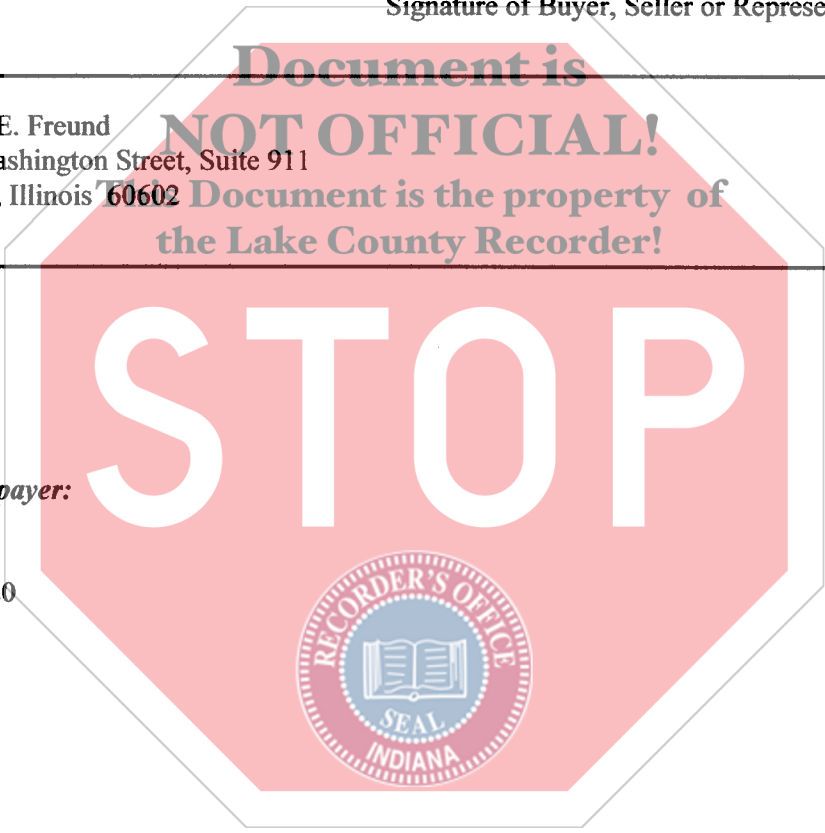 Signature of Buyer, Seller or Represe
Document is
E. Freund
NOT OFFICIAL!
ashington Street, Suite 911
, Illinois 60602
This Document is the property of
the Lake County Recorder!
STOP
payer:
0
RECORDER'S OFFICE
SEAL
INDIANA